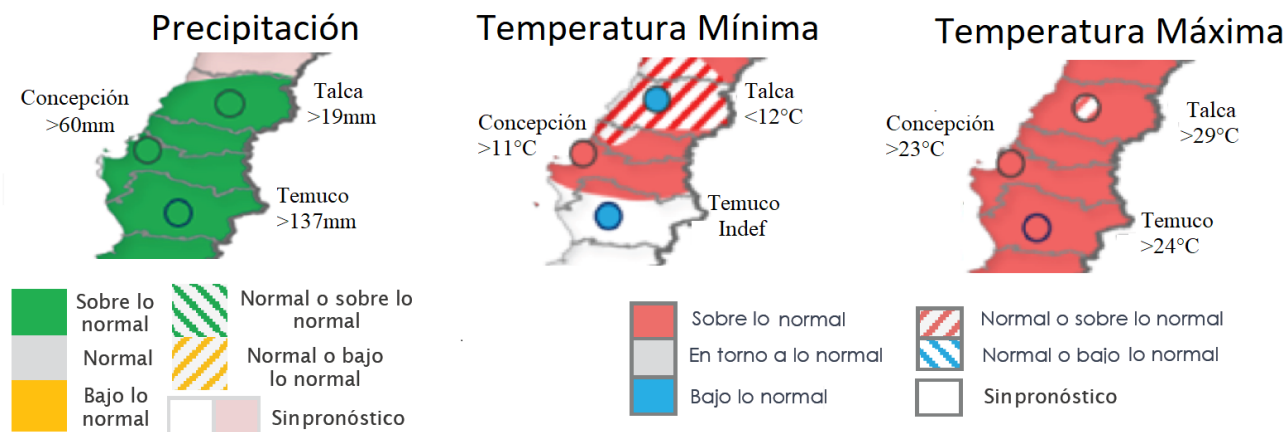 Precipitación
Temperatura Mínima
Temperatura Máxima
Concepción
>60mm
Talca
>19mm
Temuco
>137mm
Concepción
>11°C
Talca
<12°C
Temuco
Indef
Concepción
>23°C
Talca
>29°C
Temuco
>24°C
Sobre lo
normal
Normal
Bajo lo
normal
Normal o sobre lo
normal
Normal o bajo
lo normal
Sin pronóstico
Sobre lo normal
En torno a lo normal
Bajo lo normal
Normal o sobre lo normal
Normal o bajo lo normal
Sin pronóstico